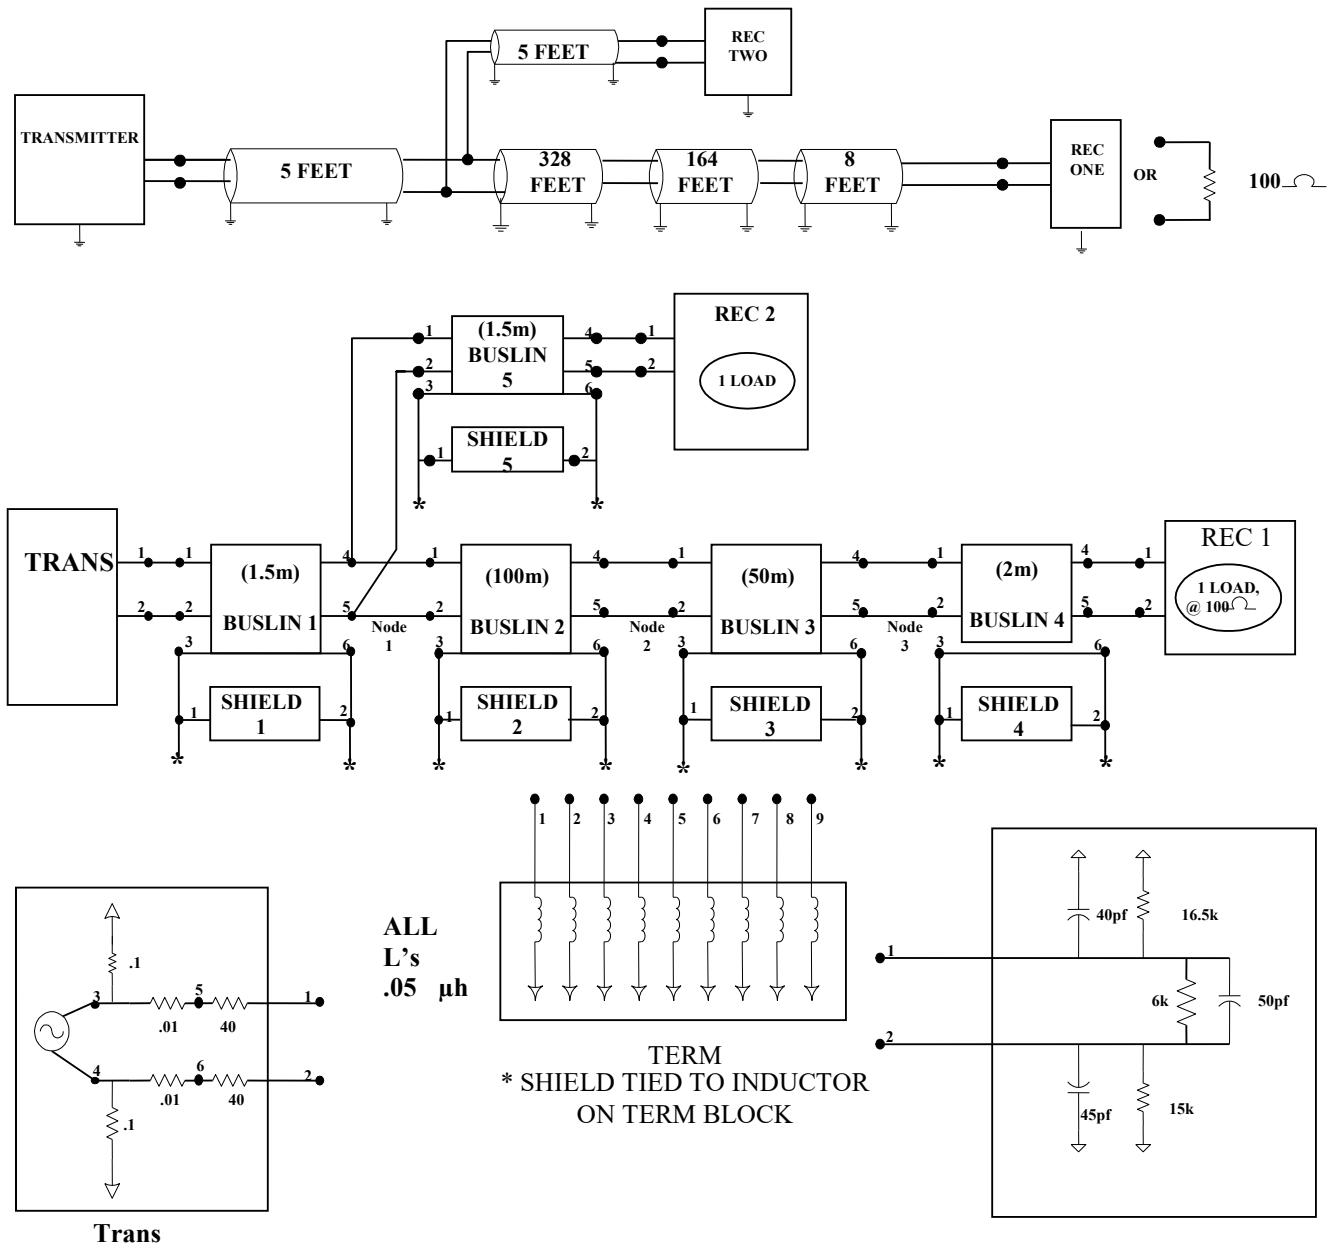 REC
TWO
5 FEET
TRANSMITTER
5 FEET
328
FEET
164
FEET
8
FEET
REC
ONE
OR
100
REC 2
1 LOAD
1
2
3
(1.5m)
BUSLIN
5
4
5
6
1
2
1
SHIELD
5
2
*
*
TRANS
1
2
1
2
3
(1.5m)
BUSLIN 1
4
5
6
Node
1
1
2
3
(100m)
BUSLIN 2
4
5
6
Node
2
1
2
3
(50m)
BUSLIN 3
4
5
6
Node
3
1
2
3
(2m)
BUSLIN 4
4
5
6
1
2
REC 1
1 LOAD,
@ 100
1
SHIELD
1
2
1
SHIELD
2
2
1
SHIELD
3
2
1
SHIELD
4
2
*
*
*
*
*
*
*
*
1 2 3 4 5 6 7 8 9
ALL
L's
.05 μh
TERM
* SHIELD TIED TO INDUCTOR
ON TERM BLOCK
.1
3
5
1
.01
40
4
6
2
.01
40
.1
Trans
40pf
16.5k
1
6k
50pf
2
45pf
15k